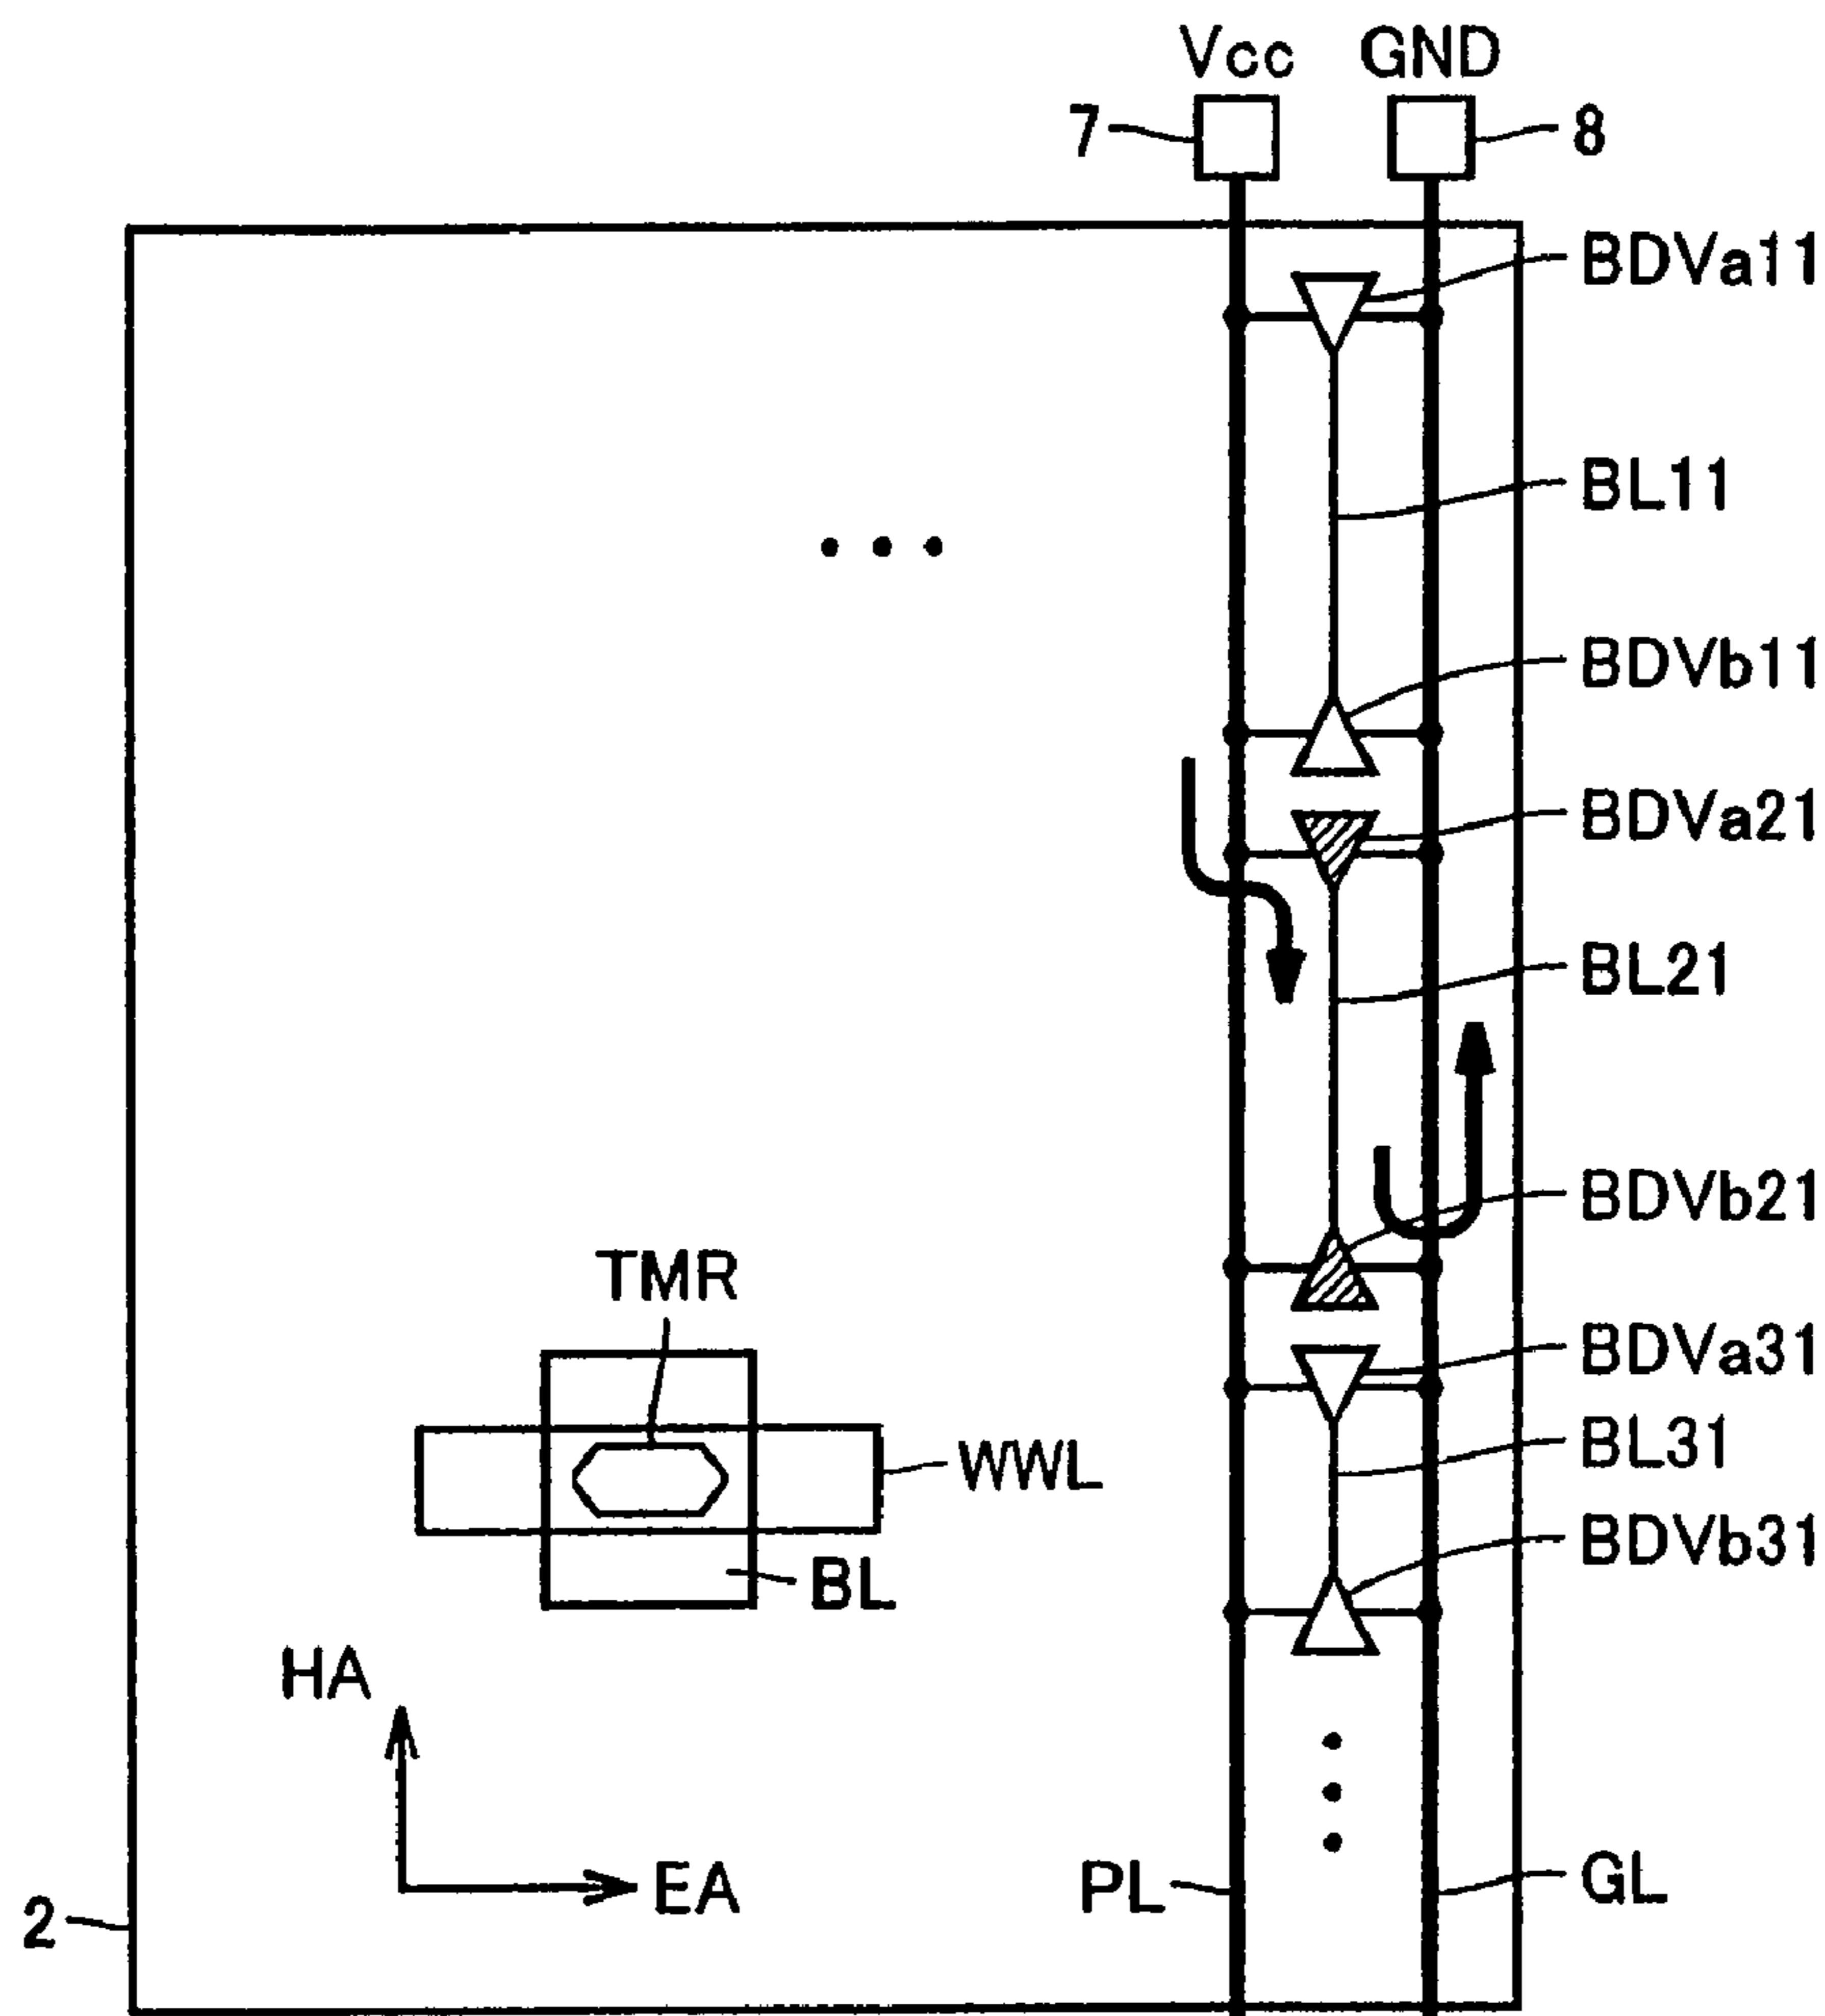 Vcc GND
7 8
BDVa11
BL11
BDVb11
BDVa21
BL21
BDVb21
TMR
BDVa31
BL31
WWL
BDVb31
BL
HA
PL GL
EA
2